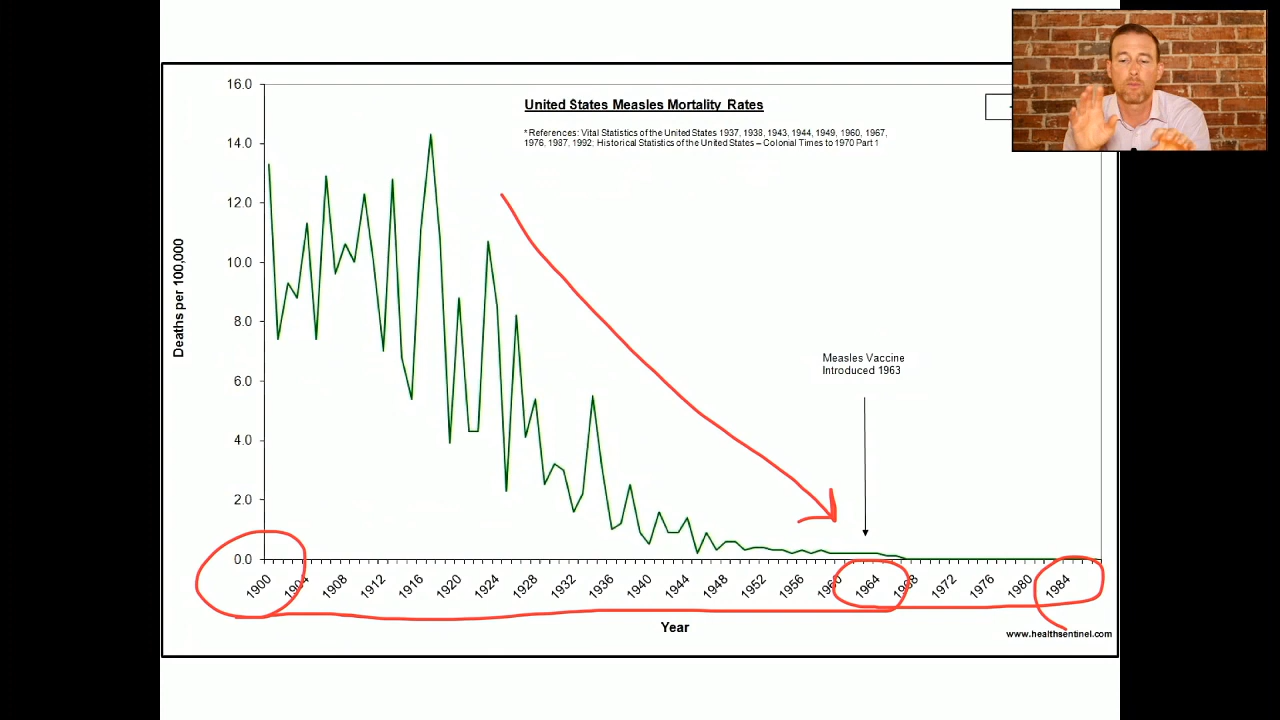 United States Measles Mortality Rates
* References: Vital Statistics of the United States 1937, 1938, 1943, 1944, 1949, 1960, 1967,
1976, 1987, 1992; Historical Statistics of the United States – Colonial Times to 1970 Part 1
16.0
14.0
12.0
10.0
8.0
6.0
4.0
2.0
0.0
Deaths per 100,000
Measles Vaccine
Introduced 1963
1900 1904 1908 1912 1916 1920 1924 1928 1932 1936 1940 1944 1948 1952 1956 1960 1964 1968 1972 1976 1980 1984
Year
www.healthsentinel.com